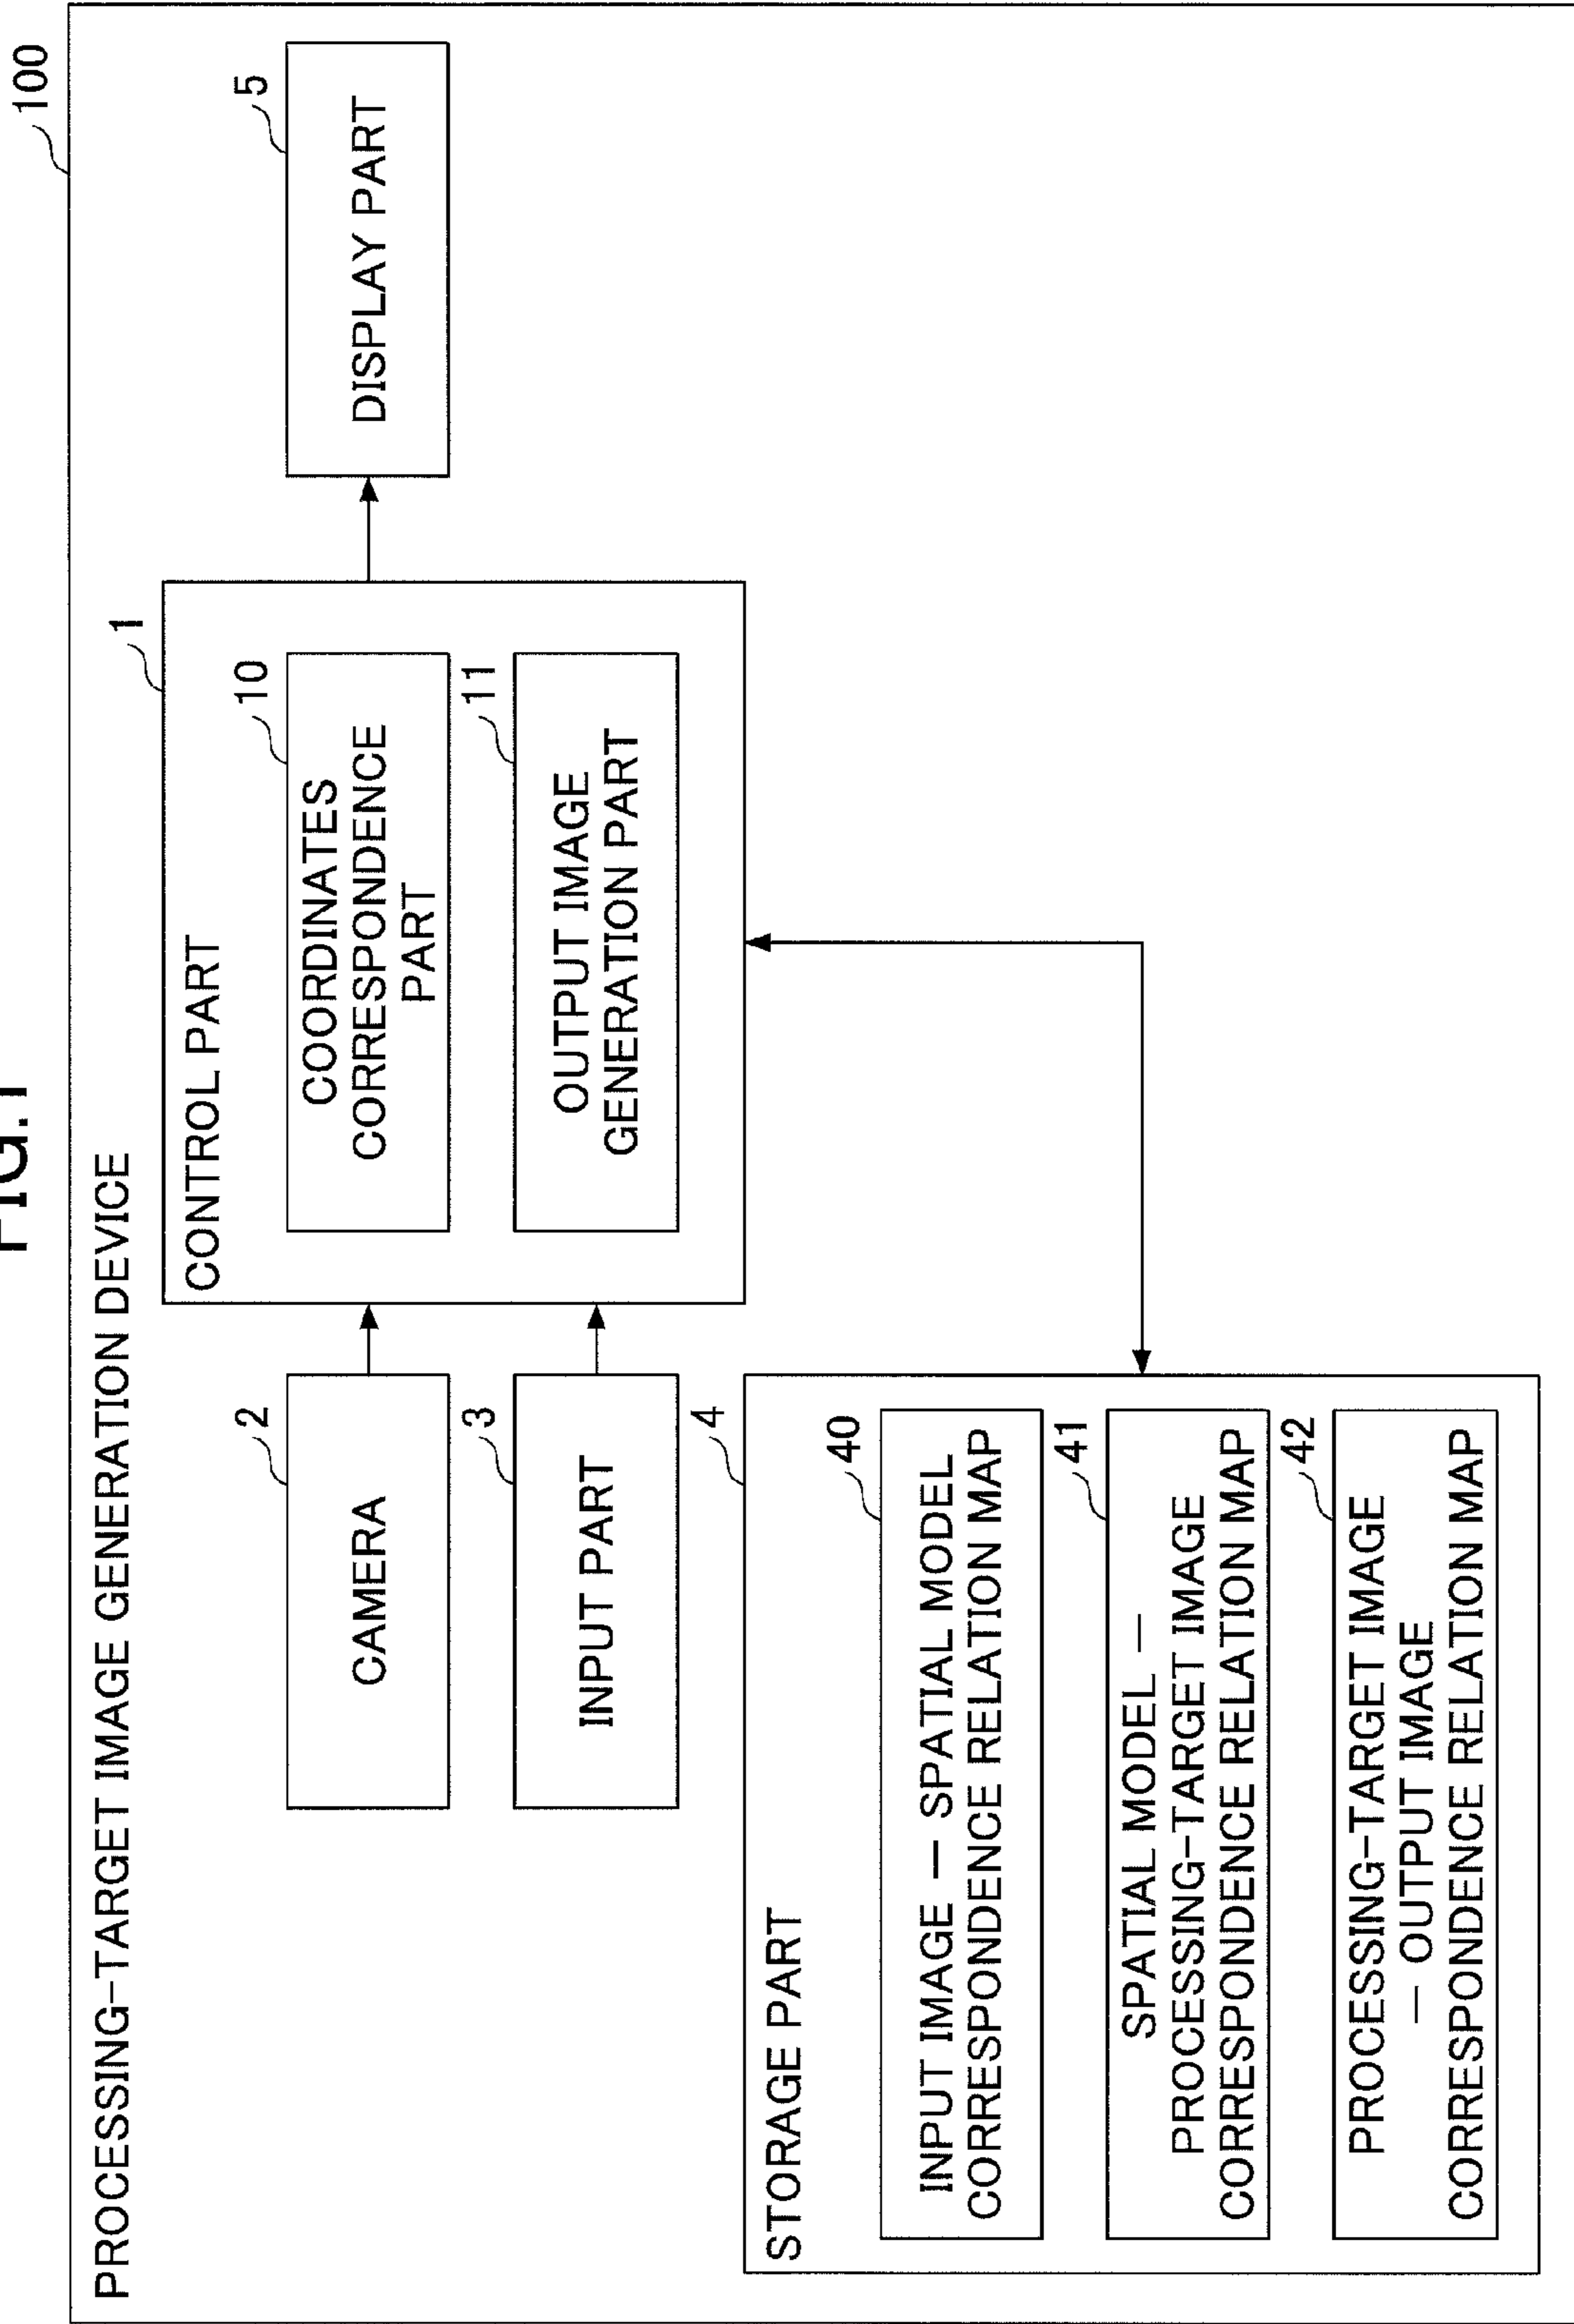 FIG.1
100
PROCESSING-TARGET IMAGE GENERATION DEVICE
1
CONTROL PART
2
CAMERA
10
COORDINATES
CORRESPONDENCE
PART
5
DISPLAY PART
3
INPUT PART
11
OUTPUT IMAGE
GENERATION PART
4
STORAGE PART
40
INPUT IMAGE — SPATIAL MODEL
CORRESPONDENCE RELATION MAP
41
SPATIAL MODEL —
PROCESSING-TARGET IMAGE
CORRESPONDENCE RELATION MAP
42
PROCESSING-TARGET IMAGE
— OUTPUT IMAGE
CORRESPONDENCE RELATION MAP